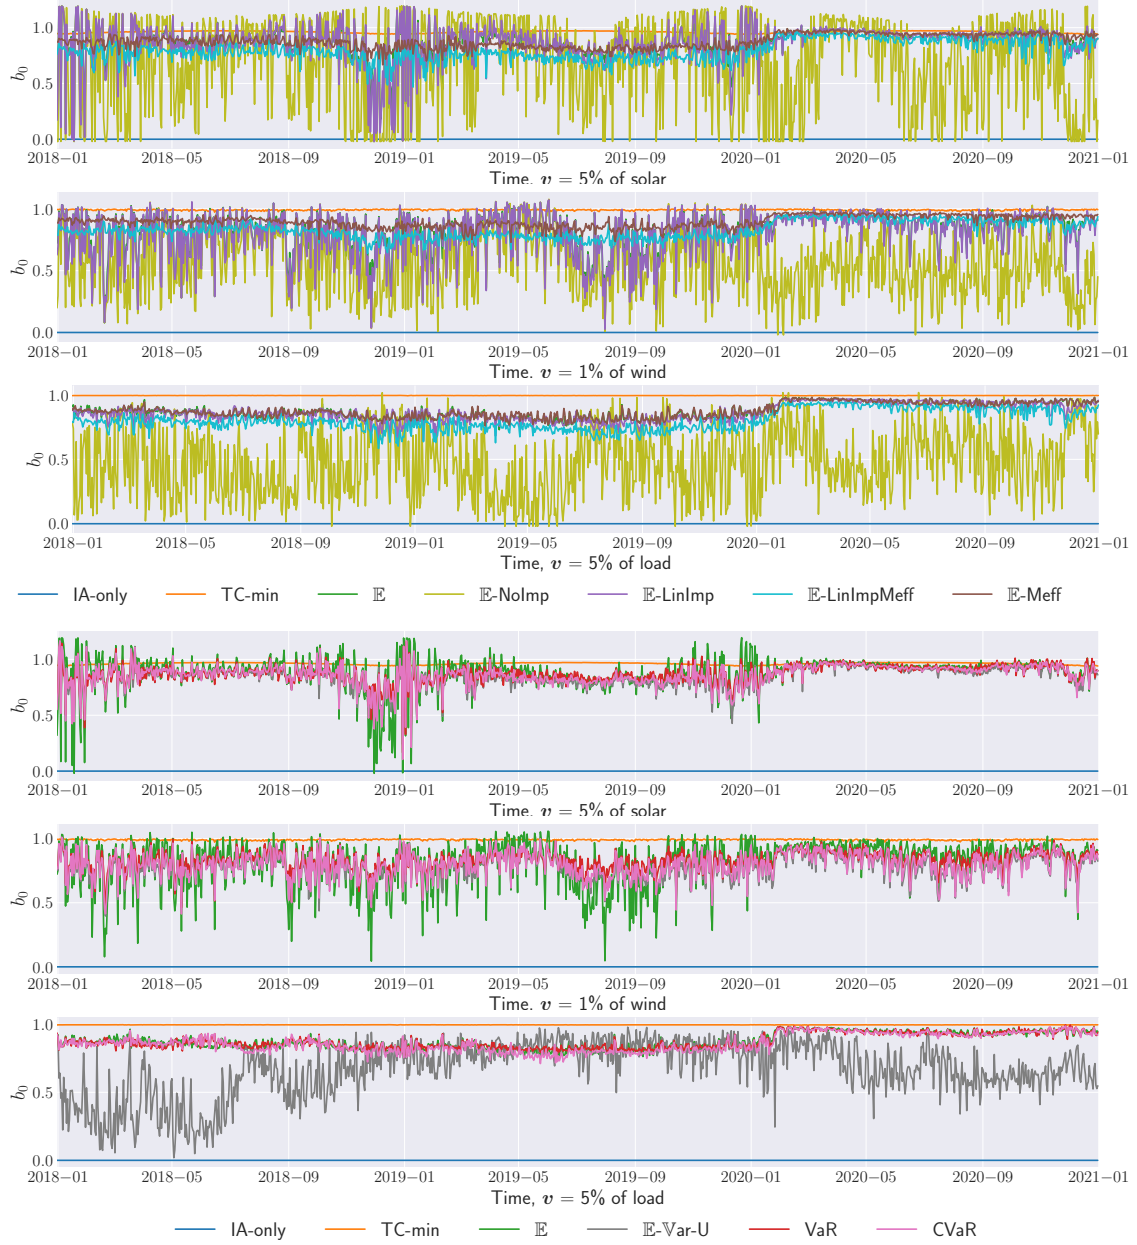 1.0
0.5
0.0
b₀
2018−01 2018−05 2018−09 2019−01 2019−05 2019−09 2020−01 2020−05 2020−09 2021−01
Time, v = 5% of solar
1.0
0.5
0.0
b₀
2018−01 2018−05 2018−09 2019−01 2019−05 2019−09 2020−01 2020−05 2020−09 2021−01
Time, v = 1% of wind
1.0
0.5
0.0
b₀
2018−01 2018−05 2018−09 2019−01 2019−05 2019−09 2020−01 2020−05 2020−09 2021−01
Time, v = 5% of load
IA-only TC-min 𝔼 𝔼-NoImp 𝔼-LinImp 𝔼-LinImpMeff 𝔼-Meff
1.0
0.5
0.0
b₀
2018−01 2018−05 2018−09 2019−01 2019−05 2019−09 2020−01 2020−05 2020−09 2021−01
Time, v = 5% of solar
1.0
0.5
0.0
b₀
2018−01 2018−05 2018−09 2019−01 2019−05 2019−09 2020−01 2020−05 2020−09 2021−01
Time, v = 1% of wind
1.0
0.5
0.0
b₀
2018−01 2018−05 2018−09 2019−01 2019−05 2019−09 2020−01 2020−05 2020−09 2021−01
Time, v = 5% of load
IA-only TC-min 𝔼 𝔼-𝕍ar-U VaR CVaR